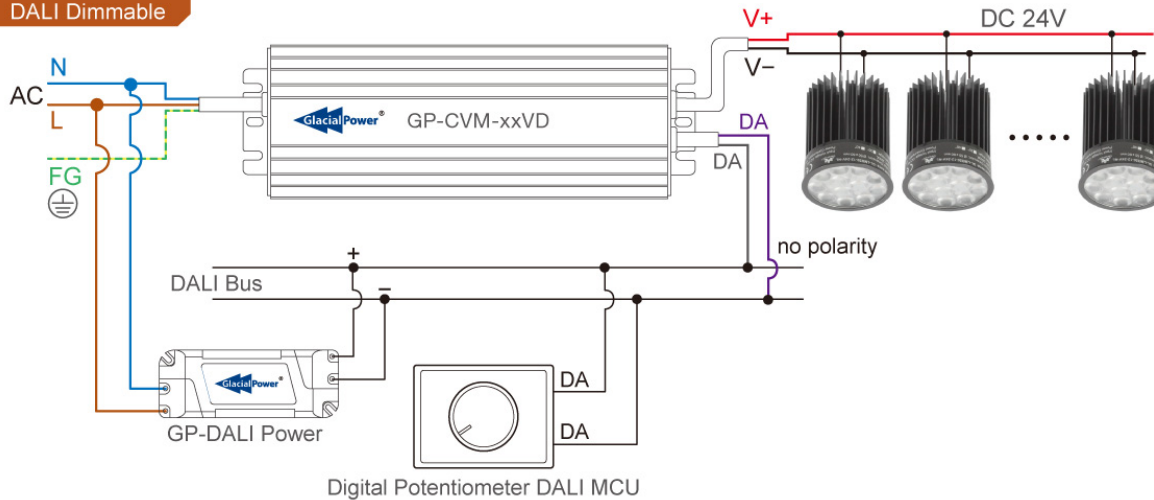 DALI Dimmable
V+
DC 24V
N
V–
AC
GlacialPower®
GP-CVM-xxVD
L
DA
DA
FG
no polarity
+
DALI Bus
–
GlacialPower®
DA
DA
GP-DALI Power
Digital Potentiometer DALI MCU